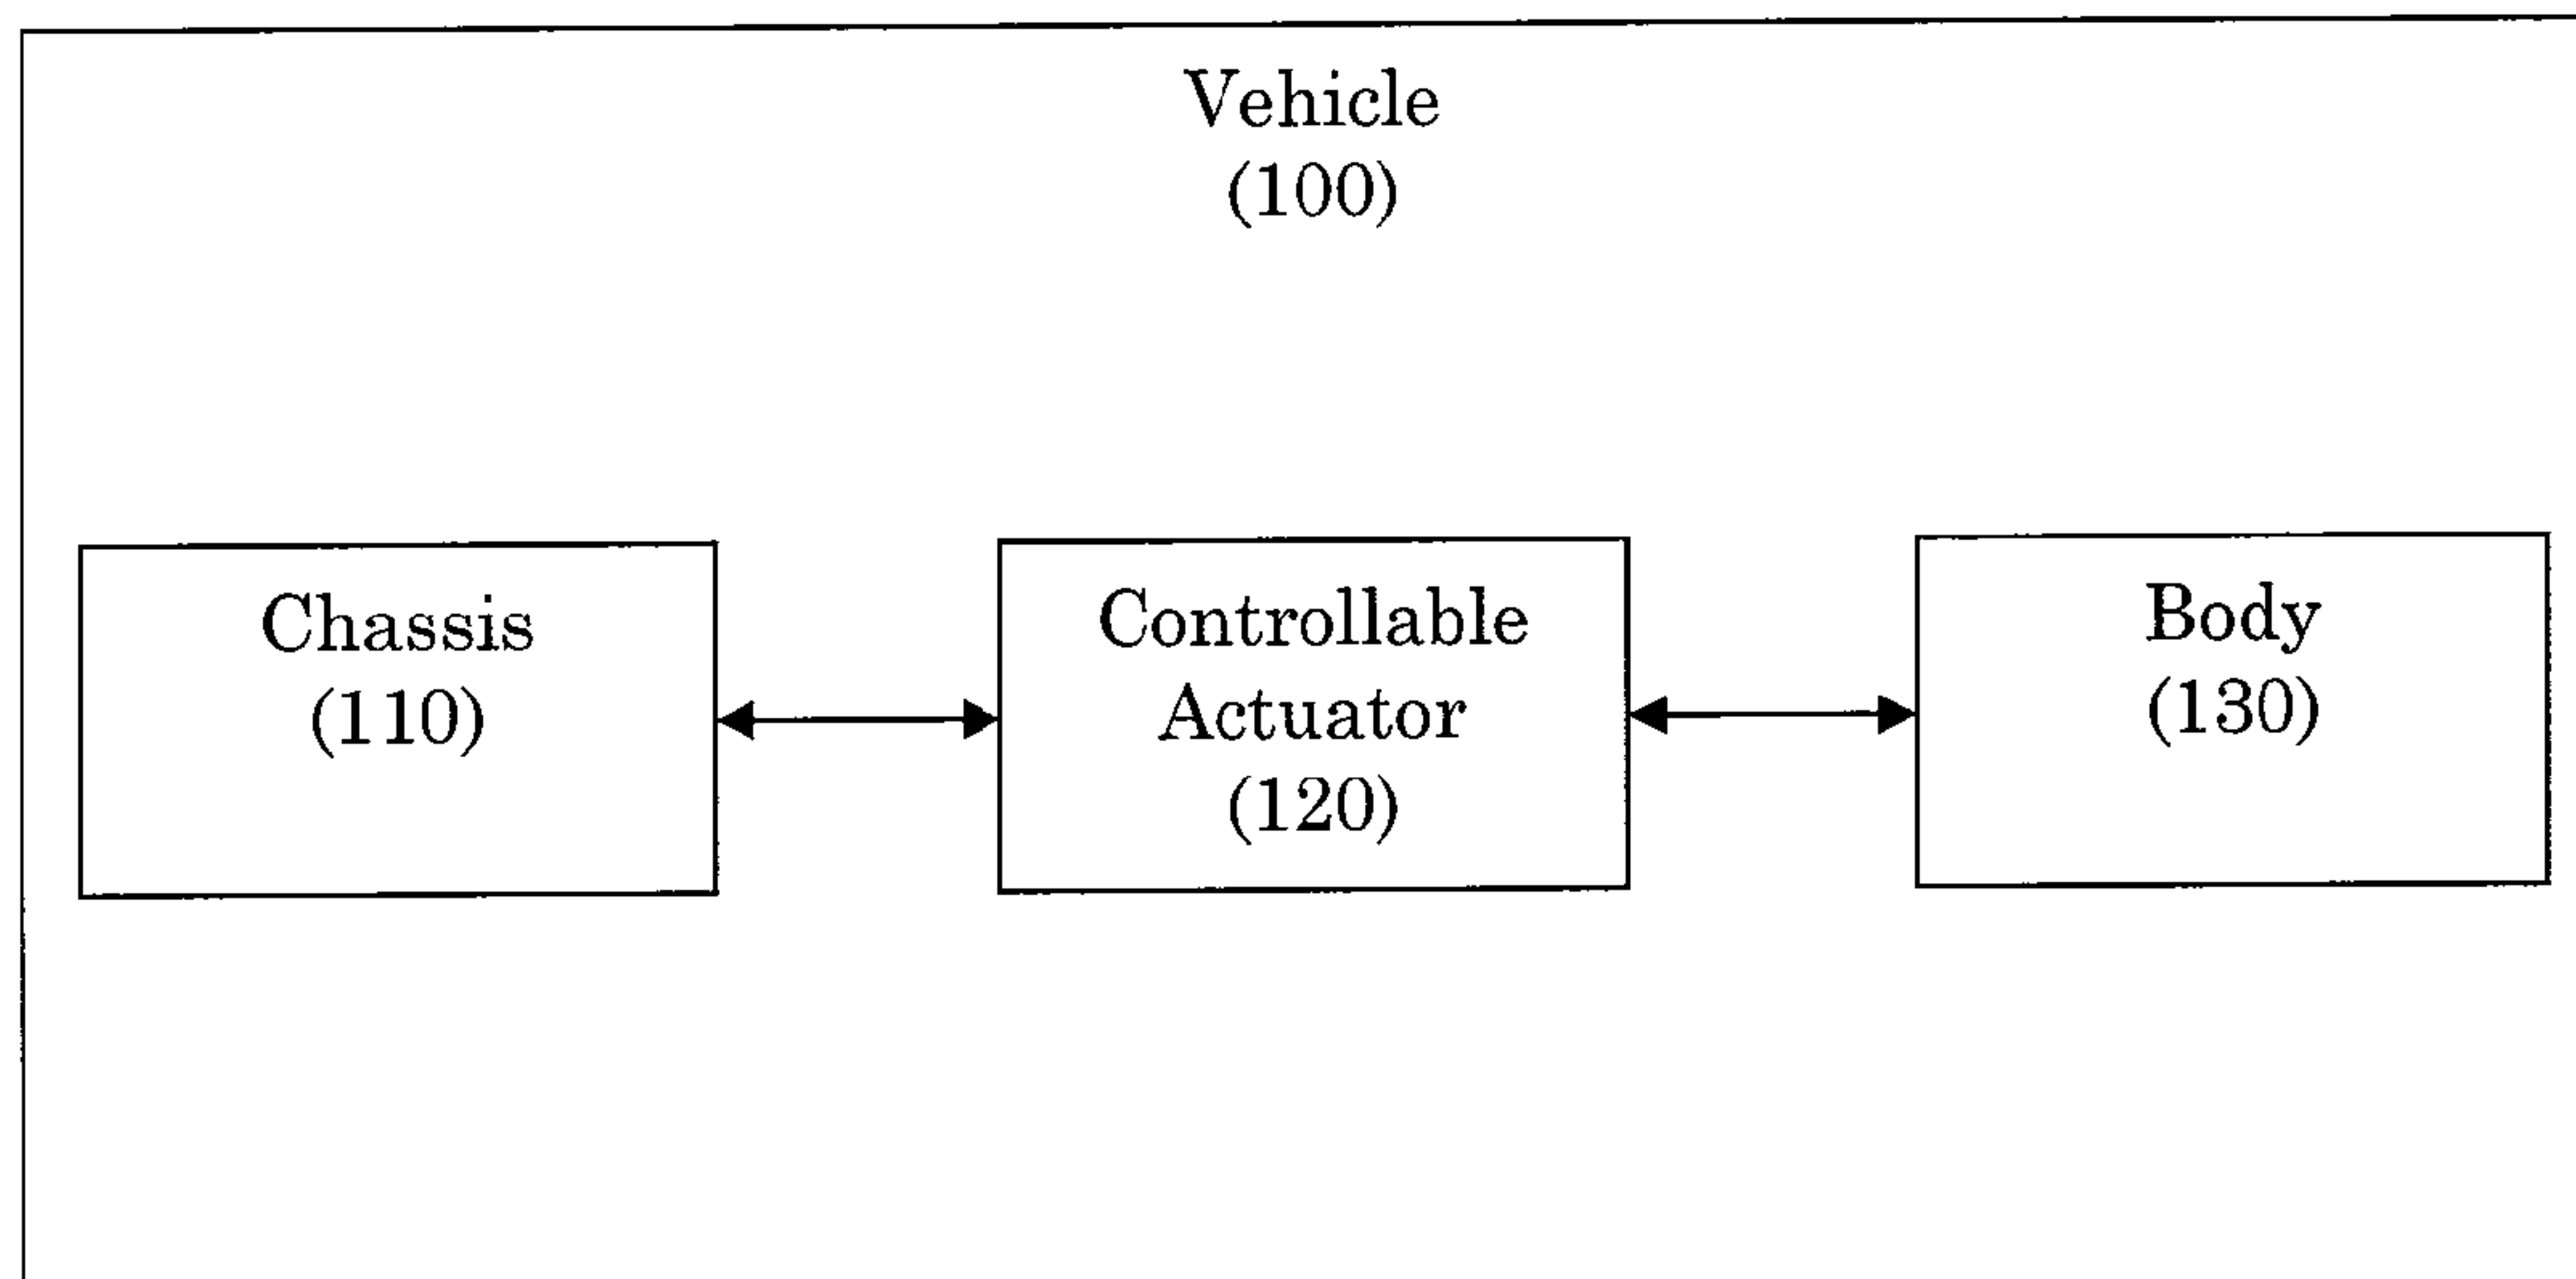 Vehicle
(100)
Chassis
(110)
Controllable
Actuator
(120)
Body
(130)